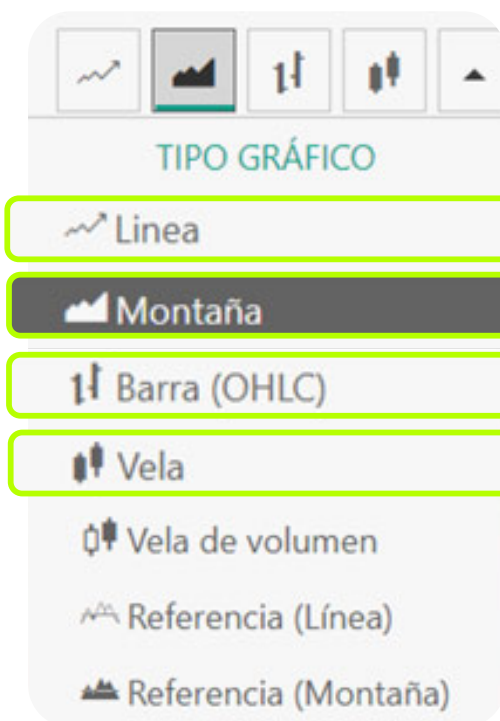 TIPO GRÁFICO
Linea
Montaña
Barra (OHLC)
Vela
Vela de volumen
Referencia (Línea)
Referencia (Montaña)